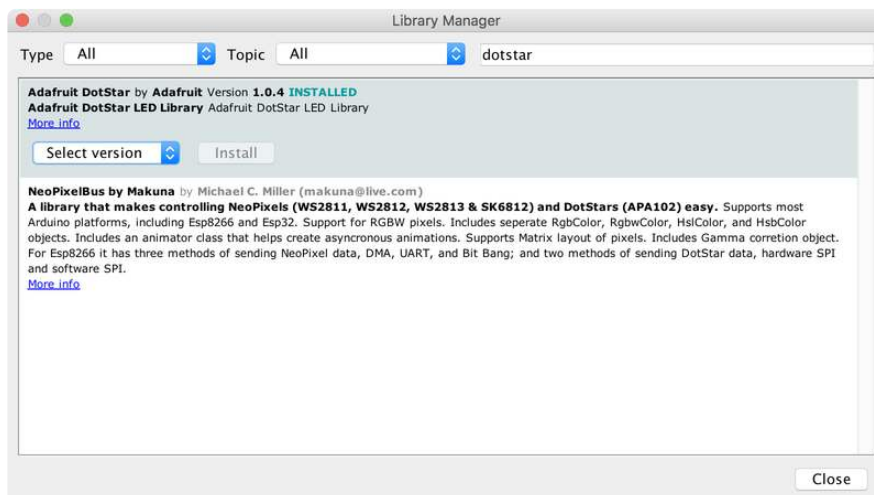 Library Manager
Type All Topic All dotstar
Adafruit DotStar by Adafruit Version 1.0.4 INSTALLED
Adafruit DotStar LED Library Adafruit DotStar LED Library
More info
Select version Install
NeoPixelBus by Makuna by Michael C. Miller (makuna@live.com)
A library that makes controlling NeoPixels (WS2811, WS2812, WS2813 & SK6812) and DotStars (APA102) easy. Supports most
Arduino platforms, including Esp8266 and Esp32. Support for RGBW pixels. Includes seperate RgbColor, RgbwColor, HslColor, and HsbColor
objects. Includes an animator class that helps create asyncronous animations. Supports Matrix layout of pixels. Includes Gamma corretion object.
For Esp8266 it has three methods of sending NeoPixel data, DMA, UART, and Bit Bang; and two methods of sending DotStar data, hardware SPI
and software SPI.
More info
Close